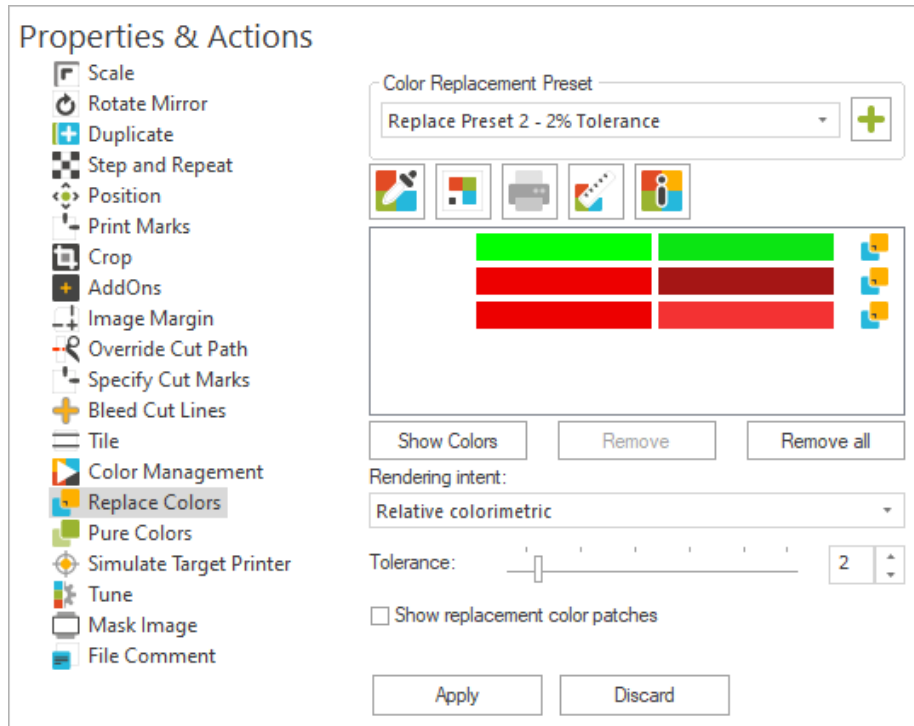 Properties & Actions
Scale
Rotate Mirror
Duplicate
Step and Repeat
Position
Print Marks
Crop
AddOns
Image Margin
Override Cut Path
Specify Cut Marks
Bleed Cut Lines
Tile
Color Management
Replace Colors
Pure Colors
Simulate Target Printer
Tune
Mask Image
File Comment
Color Replacement Preset
Replace Preset 2 - 2% Tolerance
Show Colors
Remove
Remove all
Rendering intent:
Relative colorimetric
Tolerance:
2
Show replacement color patches
Apply
Discard